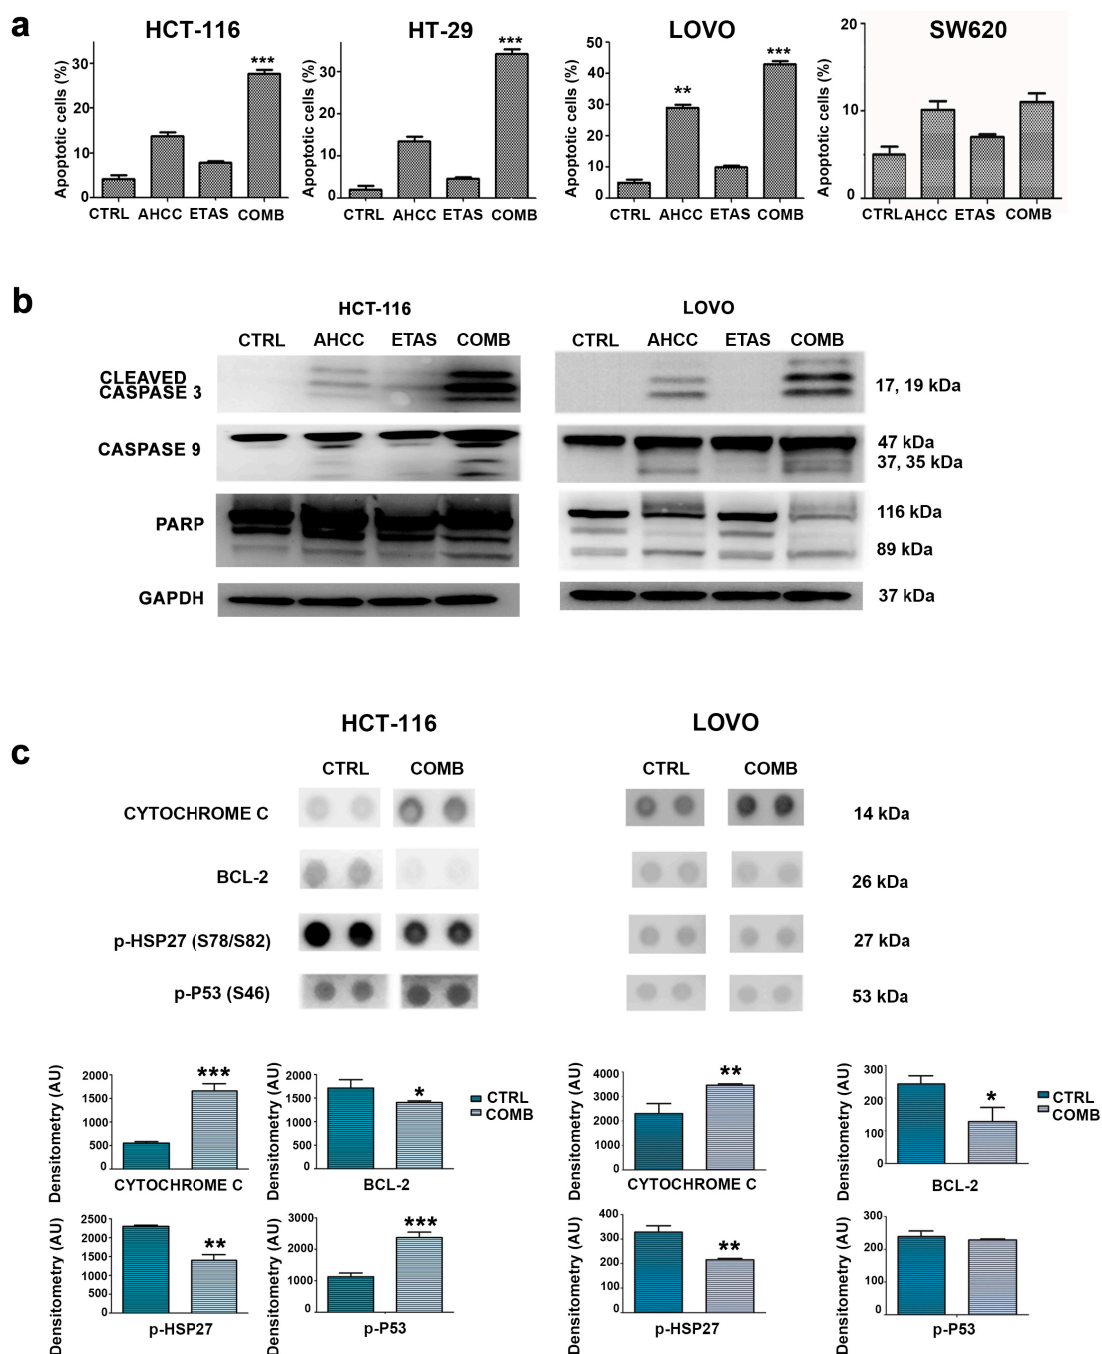 a
HCT-116
HT-29
LOVO
SW620
Apoptotic cells (%)
30
20
10
0
***
CTRL AHCC ETAS COMB
Apoptotic cells (%)
30
20
10
0
***
CTRL AHCC ETAS COMB
Apoptotic cells (%)
50
40
30
20
10
0
**
***
CTRL AHCC ETAS COMB
Apoptotic cells (%)
20
10
0
CTRL AHCC ETAS COMB
b
HCT-116
LOVO
CTRL AHCC ETAS COMB
CTRL AHCC ETAS COMB
CLEAVED
CASPASE 3
17, 19 kDa
CASPASE 9
47 kDa
37, 35 kDa
PARP
116 kDa
89 kDa
GAPDH
37 kDa
c
HCT-116
LOVO
CTRL COMB
CTRL COMB
CYTOCHROME C
14 kDa
BCL-2
26 kDa
p-HSP27 (S78/S82)
27 kDa
p-P53 (S46)
53 kDa
Densitometry (AU)
2000
1500
1000
500
0
***
CYTOCHROME C
Densitometry (AU)
2000
1500
1000
500
0
*
BCL-2
CTRL
COMB
Densitometry (AU)
4000
3000
2000
1000
0
**
CYTOCHROME C
Densitometry (AU)
300
200
100
0
*
BCL-2
CTRL
COMB
Densitometry (AU)
2500
2000
1500
1000
500
0
**
p-HSP27
Densitometry (AU)
3000
2000
1000
0
***
p-P53
Densitometry (AU)
400
300
200
100
0
**
p-HSP27
Densitometry (AU)
300
200
100
0
p-P53